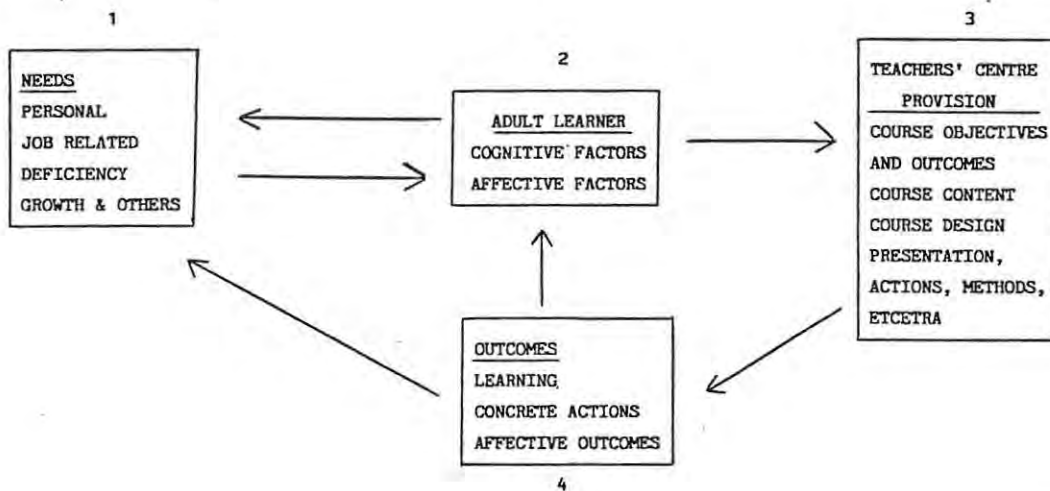 1
NEEDS
PERSONAL
JOB RELATED
DEFICIENCY
GROWTH & OTHERS
2
ADULT LEARNER
COGNITIVE FACTORS
AFFECTIVE FACTORS
3
TEACHERS' CENTRE
PROVISION
COURSE OBJECTIVES
AND OUTCOMES
COURSE CONTENT
COURSE DESIGN
PRESENTATION,
ACTIONS, METHODS,
ETCETRA
OUTCOMES
LEARNING
CONCRETE ACTIONS
AFFECTIVE OUTCOMES
4